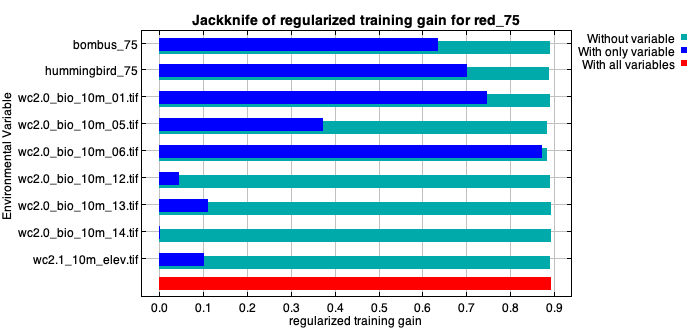 Jackknife of regularized training gain for red_75
Without variable
With only variable
With all variables
Environmental Variable
bombus_75
hummingbird_75
wc2.0_bio_10m_01.tif
wc2.0_bio_10m_05.tif
wc2.0_bio_10m_06.tif
wc2.0_bio_10m_12.tif
wc2.0_bio_10m_13.tif
wc2.0_bio_10m_14.tif
wc2.1_10m_elev.tif
0.0 0.1 0.2 0.3 0.4 0.5 0.6 0.7 0.8 0.9
regularized training gain